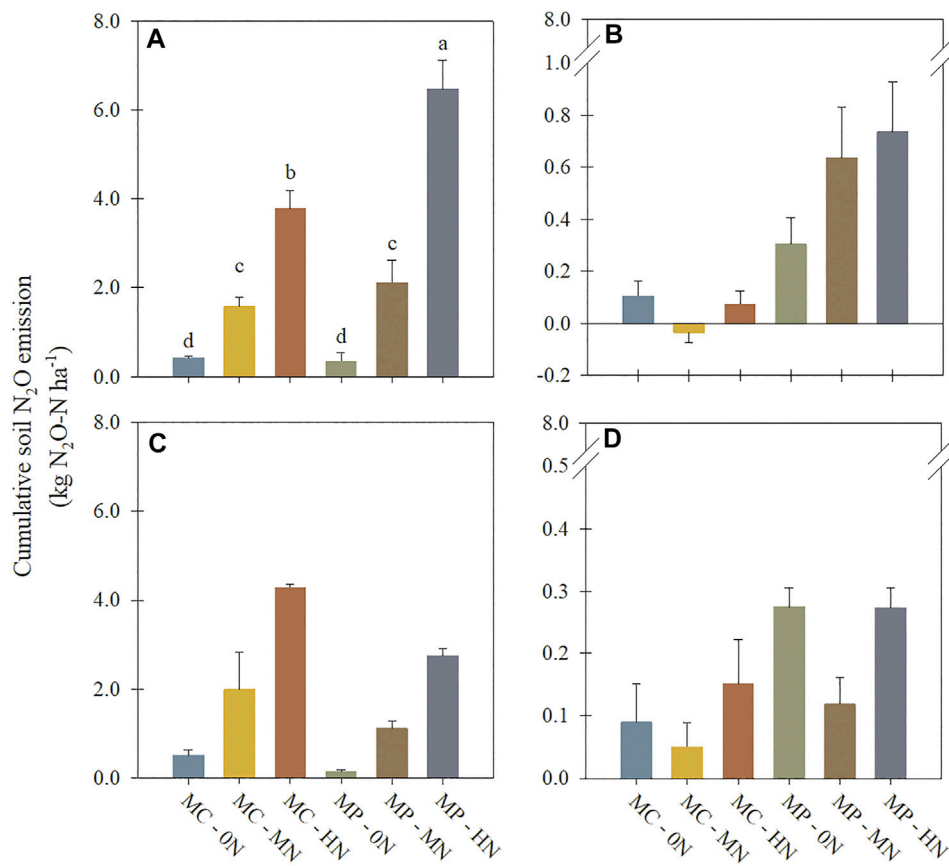 Cumulative soil N₂O emission
(kg N₂O-N ha⁻¹)
A
8.0
6.0
4.0
2.0
0.0
d
c
b
d
c
a
B
8.0
1.0
0.8
0.6
0.4
0.2
0.0
-0.2
C
8.0
6.0
4.0
2.0
0.0
MC - 0N
MC - MN
MC - HN
MP - 0N
MP - MN
MP - HN
D
8.0
0.5
0.4
0.3
0.2
0.1
0.0
MC - 0N
MC - MN
MC - HN
MP - 0N
MP - MN
MP - HN